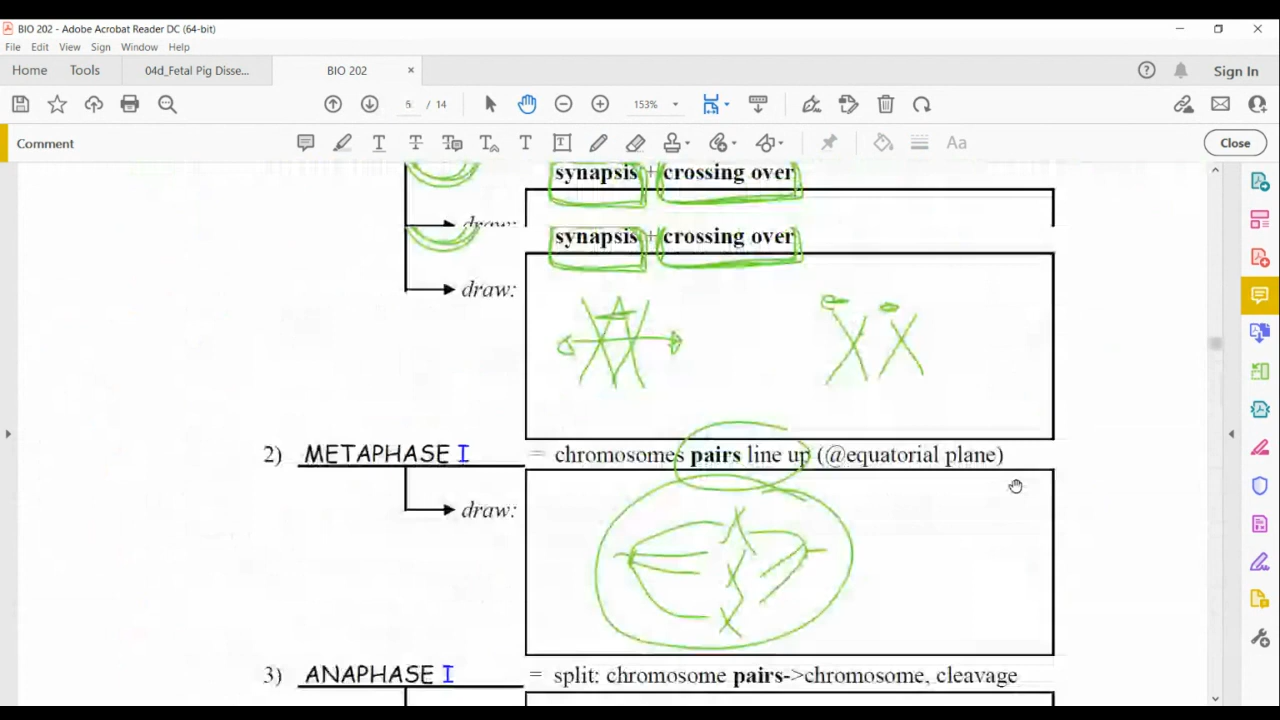 BIO 202 - Adobe Acrobat Reader DC (64-bit)
File Edit View Sign Window Help
Home Tools 04d_Fetal Pig Disse... BIO 202 × Sign In
5 / 14 153%
Comment Close
synapsis + crossing over
draw:
synapsis + crossing over
draw:
2) METAPHASE I = chromosomes pairs line up (@equatorial plane)
draw:
3) ANAPHASE I = split: chromosome pairs->chromosome, cleavage